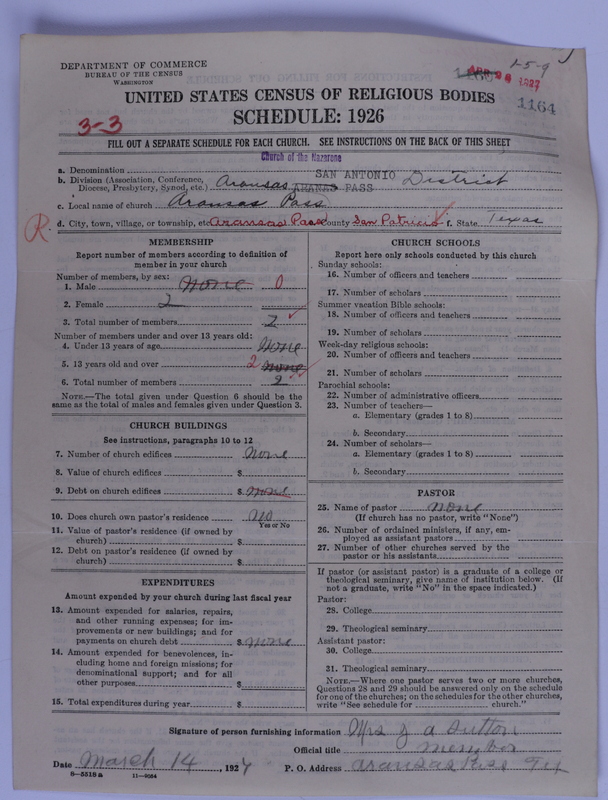 DEPARTMENT OF COMMERCE
BUREAU OF THE CENSUS
WASHINGTON
1-5-9
1164
UNITED STATES CENSUS OF RELIGIOUS BODIES
SCHEDULE: 1926
3-3
FILL OUT A SEPARATE SCHEDULE FOR EACH CHURCH. SEE INSTRUCTIONS ON THE BACK OF THIS SHEET
Church of the Nazarene
a. Denomination
SAN ANTONIO
b. Division (Association, Conference, Diocese, Presbytery, Synod, etc.) Aransas ARANAS PASS District
c. Local name of church Aransas Pass
R d. City, town, village, or township, etc Aransas Pass County San Patricio f. State Texas
MEMBERSHIP
Report number of members according to definition of
member in your church
Number of members, by sex:
1. Male None 0
2. Female 2
3. Total number of members 2
Number of members under and over 13 years old:
4. Under 13 years of age None
5. 13 years old and over 2 None
6. Total number of members 2
NOTE.—The total given under Question 6 should be
same as the total of males and females given under Question 3.
CHURCH BUILDINGS
See instructions, paragraphs 10 to 12
7. Number of church edifices None
8. Value of church edifices $
9. Debt on church edifices $ None
10. Does church own pastor's residence No
Yes or No
11. Value of pastor's residence (if owned by
church) $
12. Debt on pastor's residence (if owned by
church) $
EXPENDITURES
Amount expended by your church during last fiscal year
13. Amount expended for salaries, repairs,
and other running expenses; for im-
provements or new buildings; and for
payments on church debt $ None
14. Amount expended for benevolences, in-
cluding home and foreign missions; for
denominational support; and for all
other purposes $
15. Total expenditures during year $
CHURCH SCHOOLS
Report here only schools conducted by this church
Sunday schools:
16. Number of officers and teachers
17. Number of scholars
Summer vacation Bible schools:
18. Number of officers and teachers
19. Number of scholars
Week-day religious schools:
20. Number of officers and teachers
21. Number of scholars
Parochial schools:
22. Number of administrative officers
23. Number of teachers—
a. Elementary (grades 1 to 8)
b. Secondary
24. Number of scholars—
a. Elementary (grades 1 to 8)
b. Secondary
PASTOR
25. Name of pastor none
(If church has no pastor, write "None")
26. Number of ordained ministers, if any, em-
ployed as assistant pastors
27. Number of other churches served by the
pastor or his assistants
If pastor (or assistant pastor) is a graduate of a college or
theological seminary, give name of institution below. (If
not a graduate, write "No" in the space indicated.)
Pastor:
28. College
29. Theological seminary
Assistant pastor:
30. College
31. Theological seminary
NOTE.—Where one pastor serves two or more churches,
Questions 28 and 29 should be answered only on the schedule
for one of the churches; on the schedules for the other churches,
write "See schedule for church."
Signature of person furnishing information Mrs J a Sutton
Official title member
Date March 14, 1927 P. O. Address Aransas Pass Tex
8-5518 a 11-9584